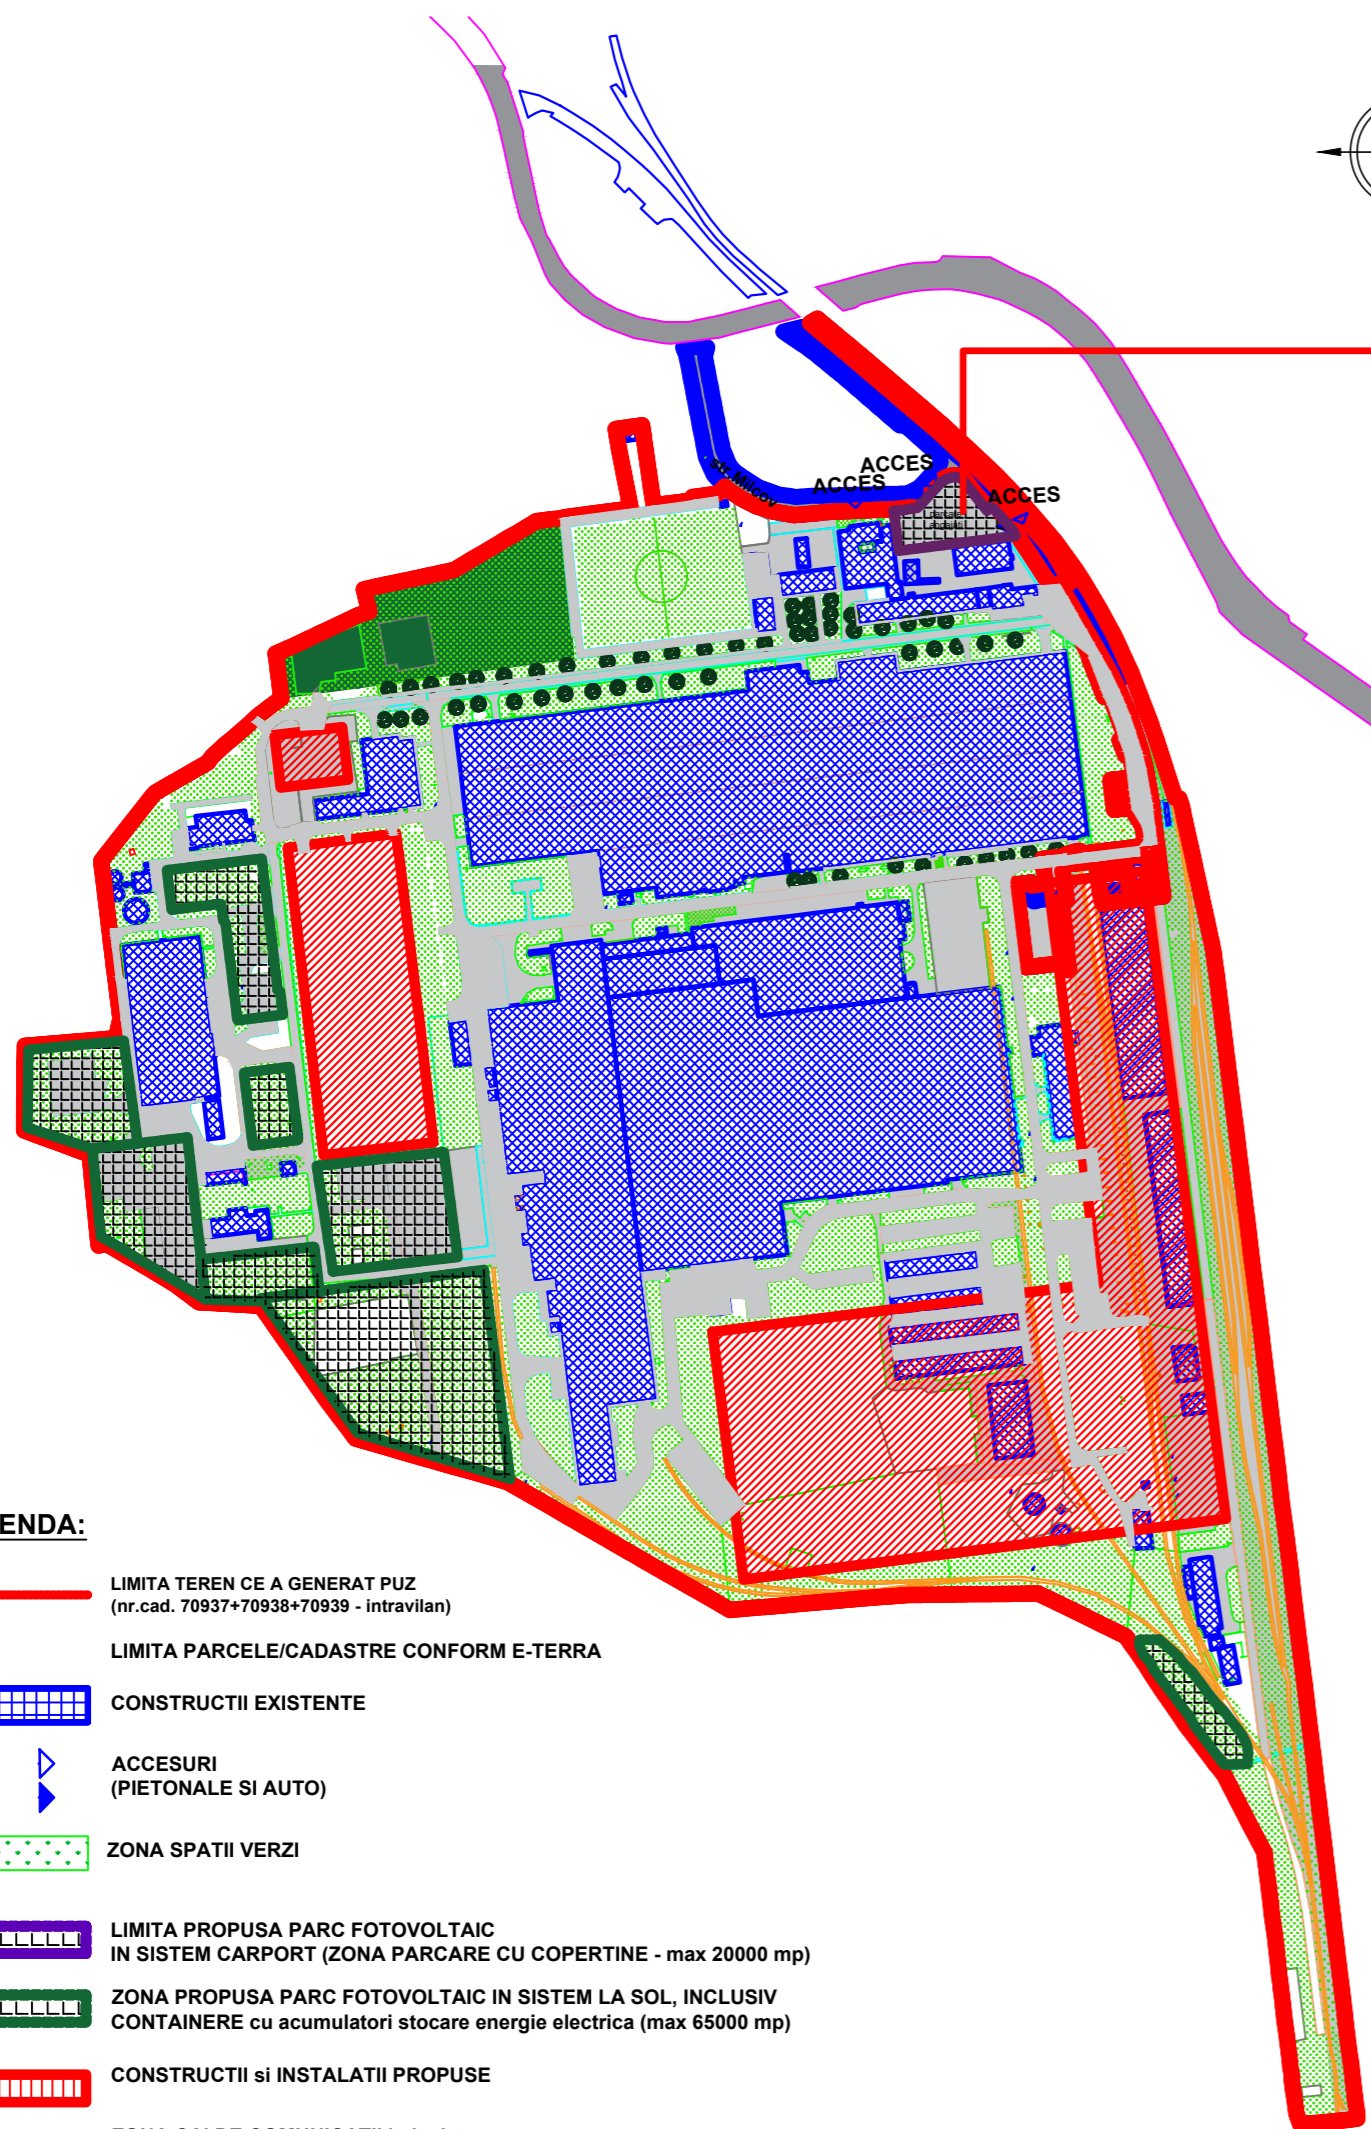 ACCES
ACCES
ACCES
str.Milcov
parcare
angajati
ENDA:
LIMITA TEREN CE A GENERAT PUZ
(nr.cad. 70937+70938+70939 - intravilan)
LIMITA PARCELE/CADASTRE CONFORM E-TERRA
CONSTRUCTII EXISTENTE
ACCESURI
(PIETONALE SI AUTO)
ZONA SPATII VERZI
LIMITA PROPUSA PARC FOTOVOLTAIC
IN SISTEM CARPORT (ZONA PARCARE CU COPERTINE - max 20000 mp)
ZONA PROPUSA PARC FOTOVOLTAIC IN SISTEM LA SOL, INCLUSIV
CONTAINERE cu acumulatori stocare energie electrica (max 65000 mp)
CONSTRUCTII si INSTALATII PROPUSE